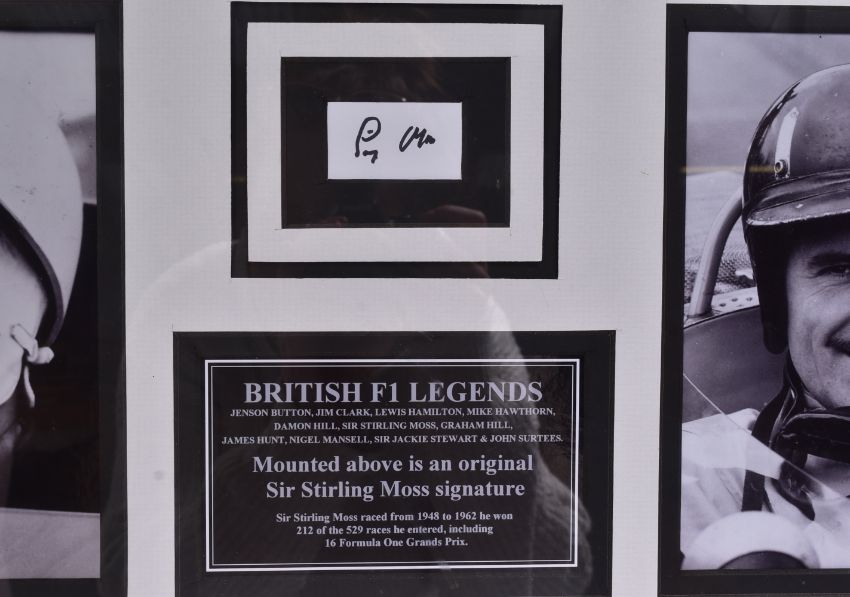 BRITISH F1 LEGENDS
JENSON BUTTON, JIM CLARK, LEWIS HAMILTON, MIKE HAWTHORN,
DAMON HILL, SIR STIRLING MOSS, GRAHAM HILL,
JAMES HUNT, NIGEL MANSELL, SIR JACKIE STEWART & JOHN SURTEES.
Mounted above is an original
Sir Stirling Moss signature
Sir Stirling Moss raced from 1948 to 1962 he won
212 of the 529 races he entered, including
16 Formula One Grands Prix.